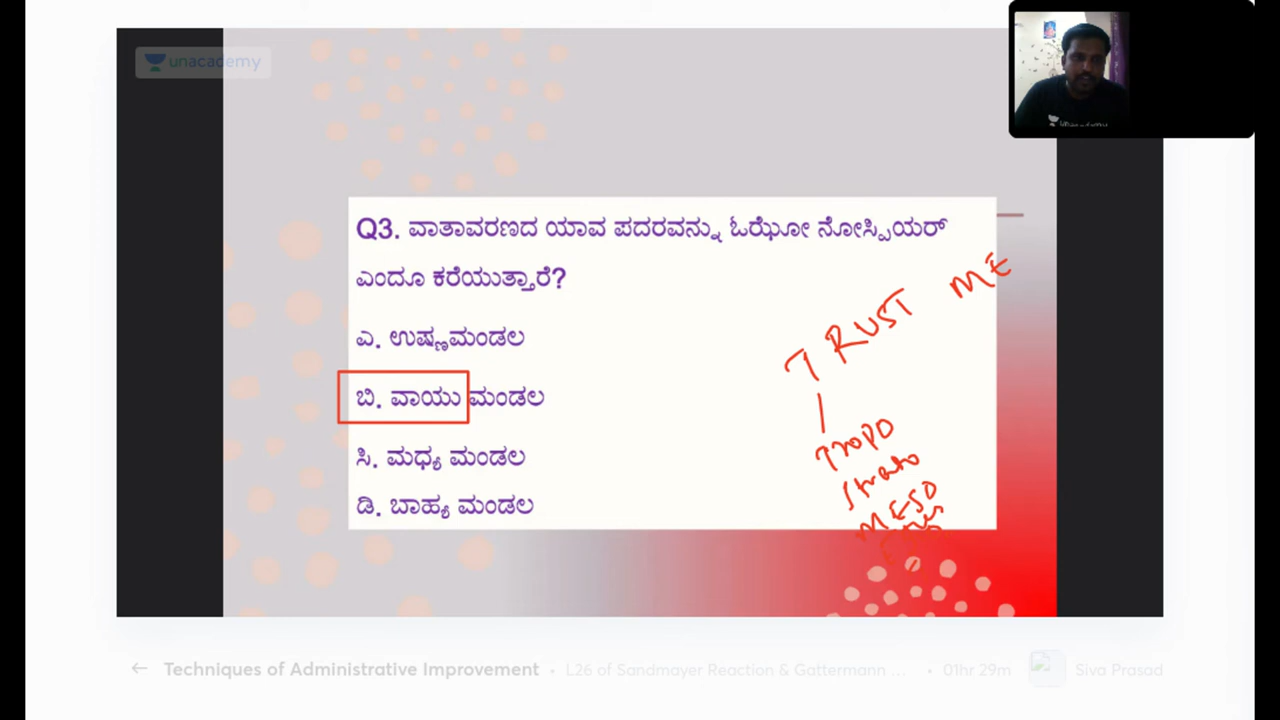 unacademy
Q3. ವಾತಾವರಣದ ಯಾವ ಪದರವನ್ನು ಓಝೋ ನೋಸ್ಪಿಯರ್
ಎಂದೂ ಕರೆಯುತ್ತಾರೆ?
ಎ. ಉಷ್ಣಮಂಡಲ
ಬಿ. ವಾಯು ಮಂಡಲ
ಸಿ. ಮಧ್ಯ ಮಂಡಲ
ಡಿ. ಬಾಹ್ಯ ಮಂಡಲ
TRUST ME
Tropo
Strato
MESO
Techniques of Administrative Improvement • L26 of Sandmayer Reaction & Gattermann ... • 01hr 29m Siva Prasad